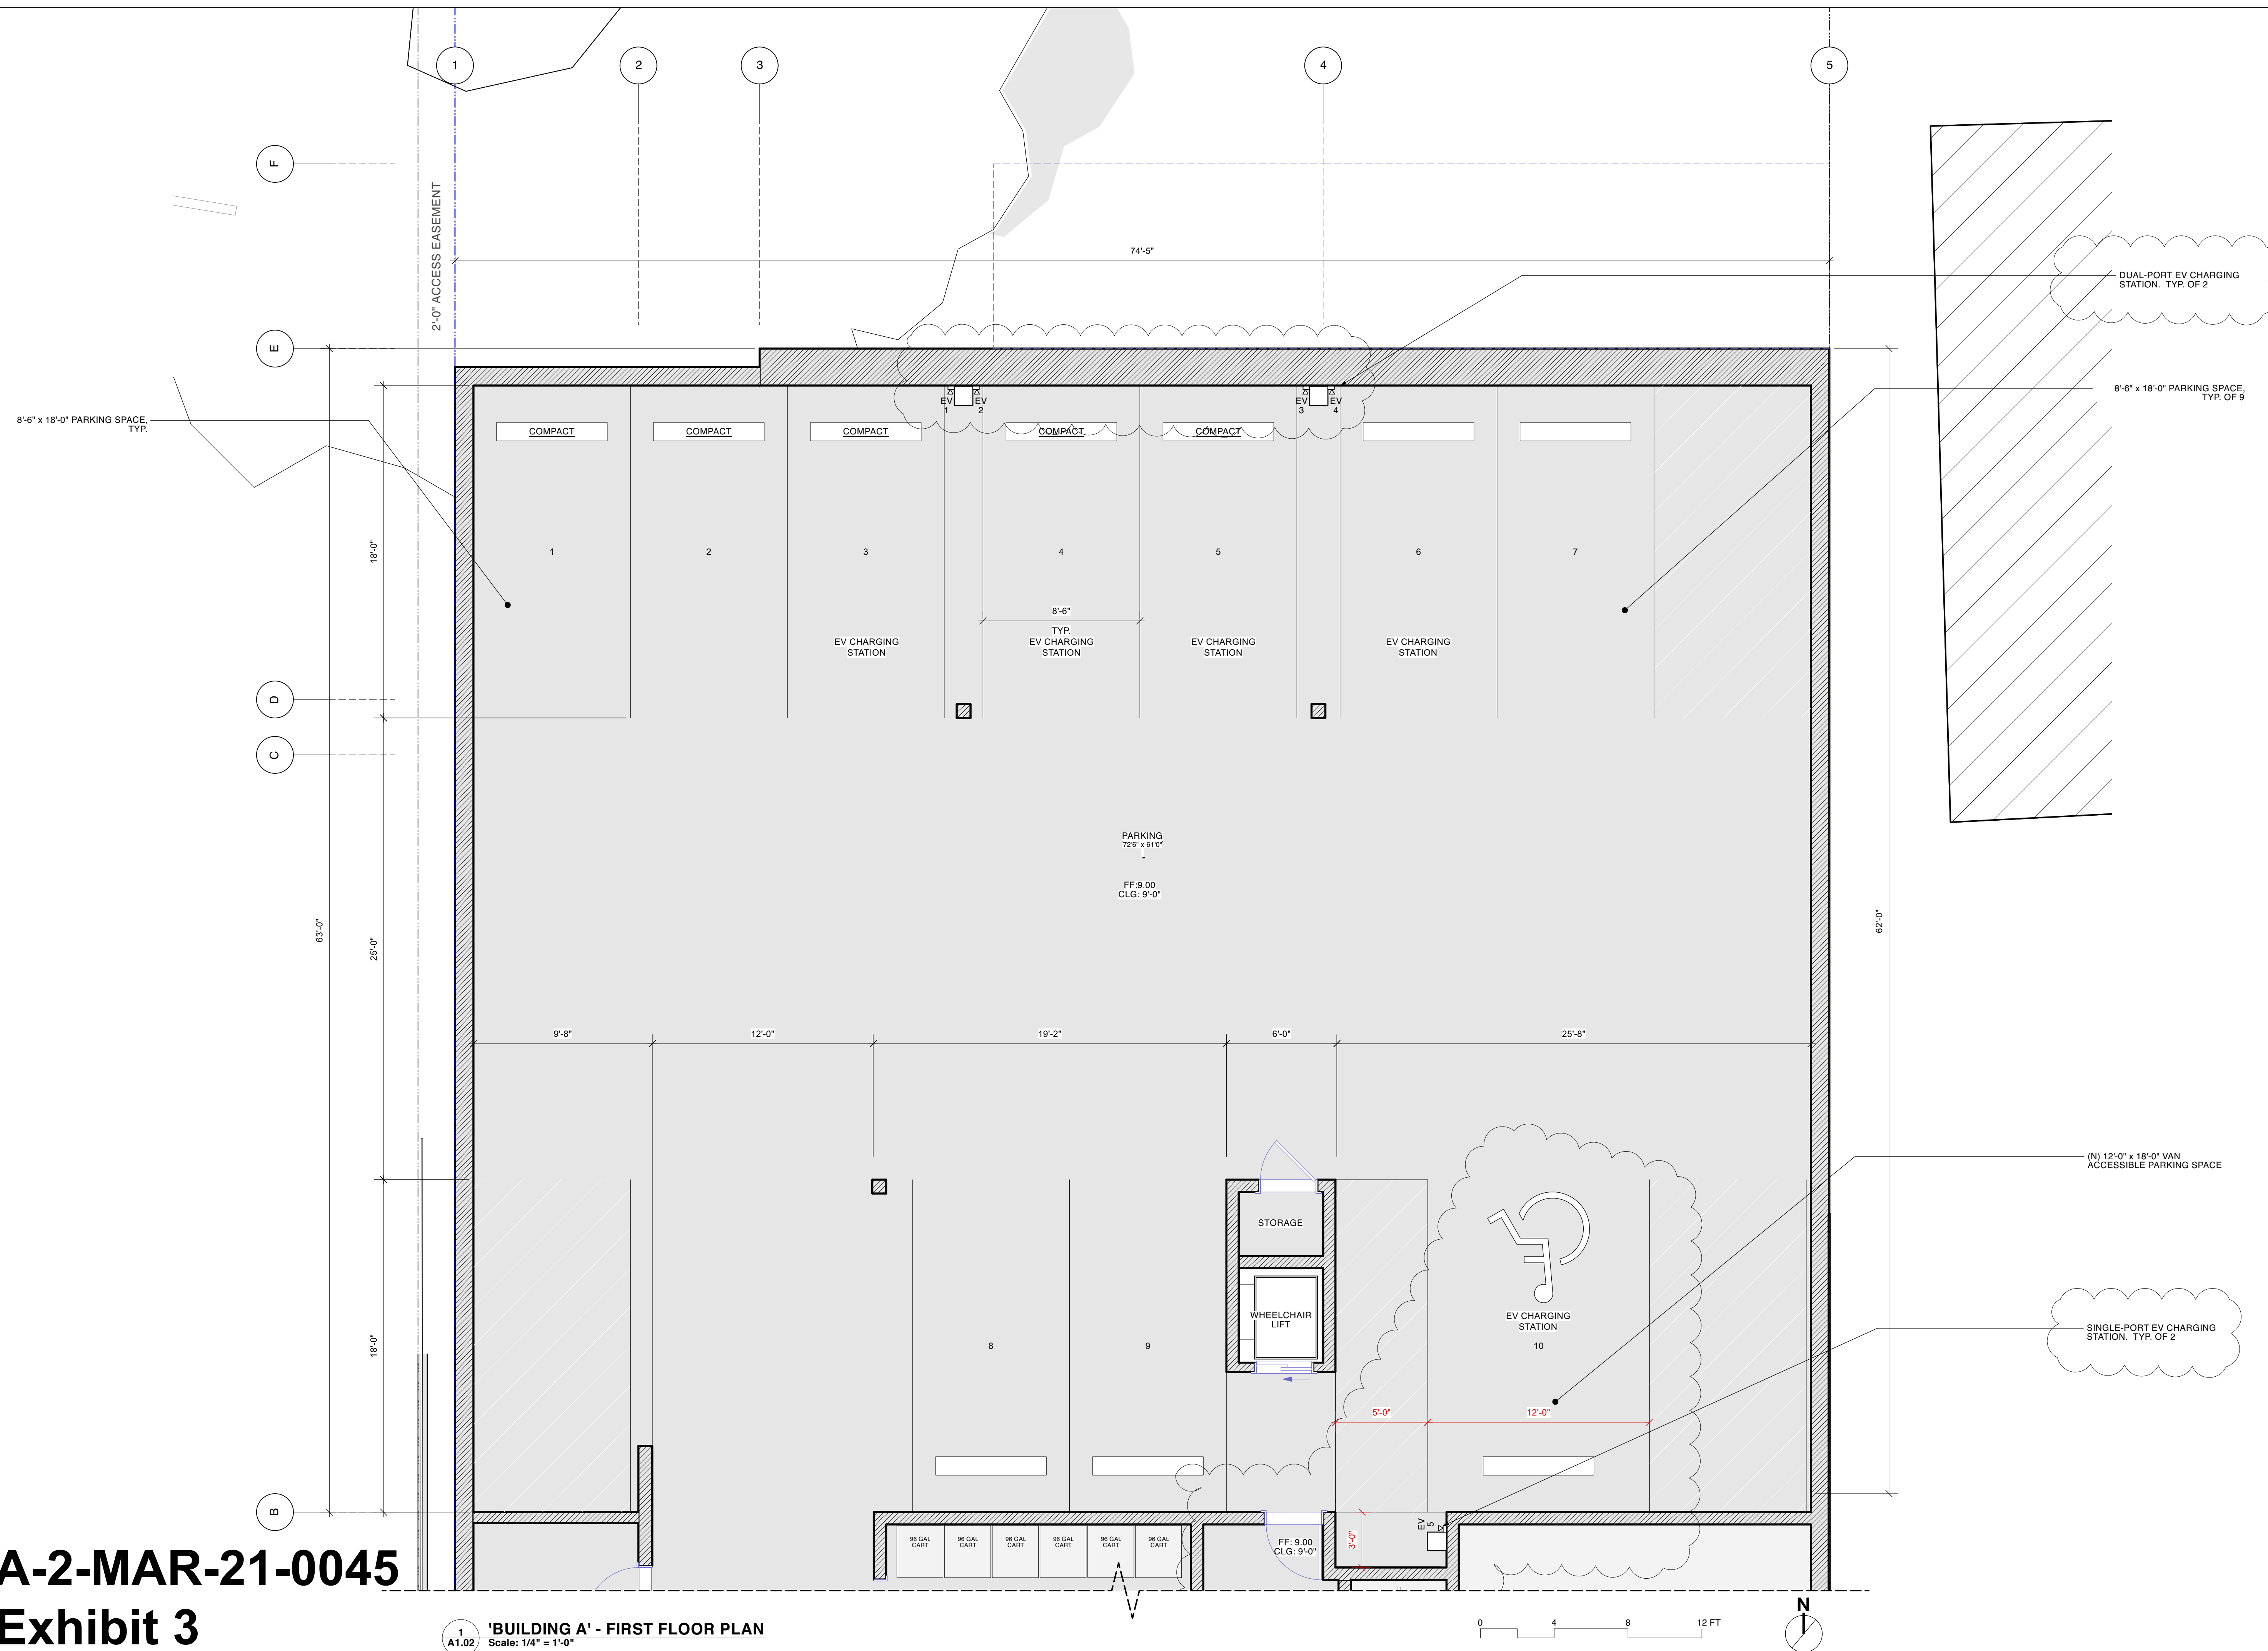 1
2
3
4
5
F
2'-0" ACCESS EASEMENT
74'-5"
DUAL-PORT EV CHARGING
STATION. TYP. OF 2
E
8'-6" x 18'-0" PARKING SPACE,
TYP.
8'-6" x 18'-0" PARKING SPACE,
TYP. OF 9
EV
1
EV
2
EV
3
EV
4
COMPACT
COMPACT
COMPACT
COMPACT
COMPACT
18'-0"
1
2
3
4
5
6
7
8'-6"
TYP.
EV CHARGING
STATION
EV CHARGING
STATION
EV CHARGING
STATION
EV CHARGING
STATION
D
C
PARKING
72'6" x 61'0"
-
FF:9.00
CLG: 9'-0"
63'-0"
25'-0"
62'-0"
9'-8"
12'-0"
19'-2"
6'-0"
25'-8"
(N) 12'-0" x 18'-0" VAN
ACCESSIBLE PARKING SPACE
STORAGE
WHEELCHAIR
LIFT
EV CHARGING
STATION
SINGLE-PORT EV CHARGING
STATION. TYP. OF 2
18'-0"
8
9
10
5'-0"
12'-0"
B
96 GAL
CART
96 GAL
CART
96 GAL
CART
96 GAL
CART
96 GAL
CART
96 GAL
CART
FF: 9.00
CLG: 9'-0"
3'-0"
EV
5
A-2-MAR-21-0045
Exhibit 3
1
A1.02
'BUILDING A' - FIRST FLOOR PLAN
Scale: 1/4" = 1'-0"
0
4
8
12 FT
N